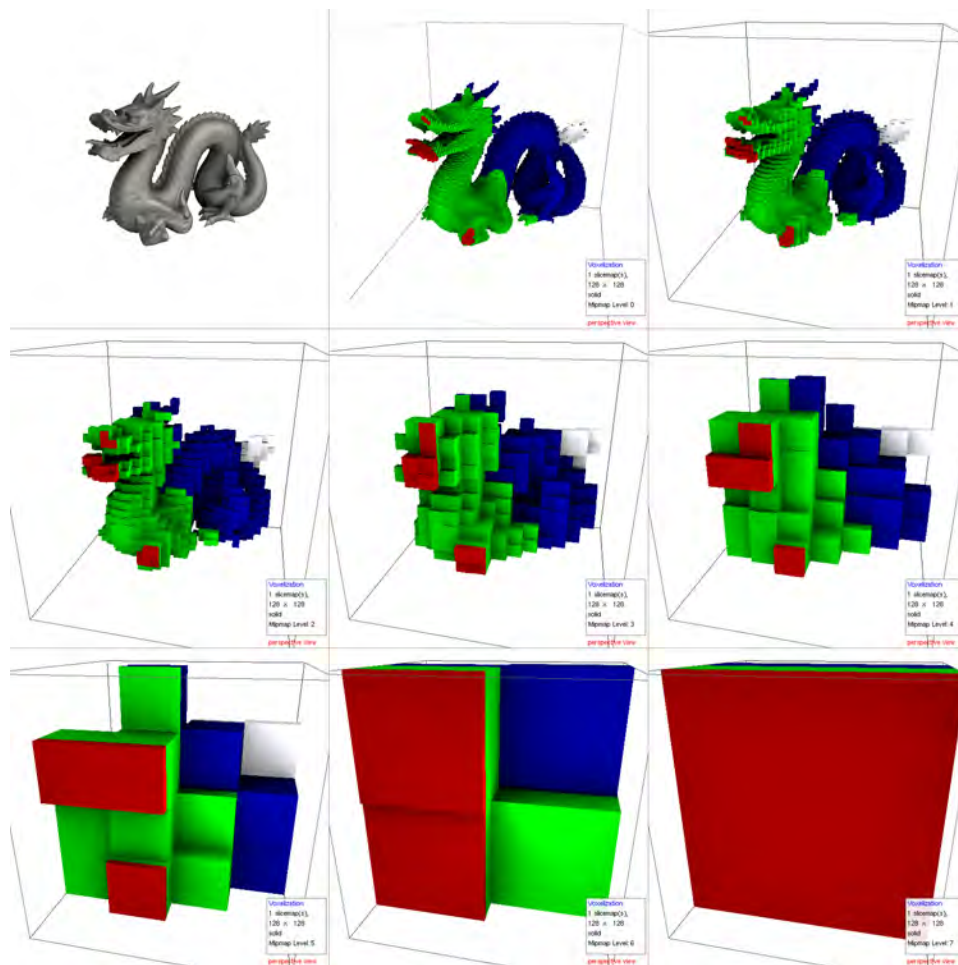 Voxelization
1 slicemap(s),
128 x 128
solid
Mipmap Level: 0
perspective view
Voxelization
1 slicemap(s),
128 x 128
solid
Mipmap Level: 1
perspective view
Voxelization
1 slicemap(s),
128 x 128
solid
Mipmap Level: 2
perspective view
Voxelization
1 slicemap(s),
128 x 128
solid
Mipmap Level: 3
perspective view
Voxelization
1 slicemap(s),
128 x 128
solid
Mipmap Level: 4
perspective view
Voxelization
1 slicemap(s),
128 x 128
solid
Mipmap Level: 5
perspective view
Voxelization
1 slicemap(s),
128 x 128
solid
Mipmap Level: 6
perspective view
Voxelization
1 slicemap(s),
128 x 128
solid
Mipmap Level: 7
perspective view